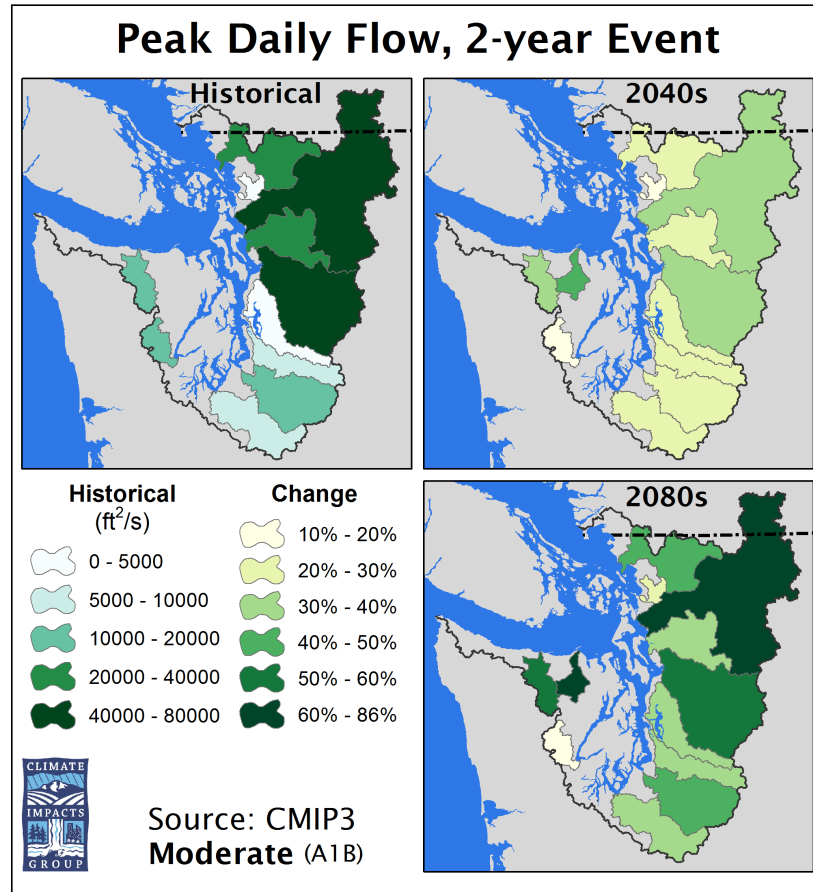 Peak Daily Flow, 2-year Event
Historical
2040s
Historical
(ft²/s)
0 - 5000
5000 - 10000
10000 - 20000
20000 - 40000
40000 - 80000
Change
10% - 20%
20% - 30%
30% - 40%
40% - 50%
50% - 60%
60% - 86%
2080s
CLIMATE
IMPACTS
GROUP
Source: CMIP3
Moderate (A1B)